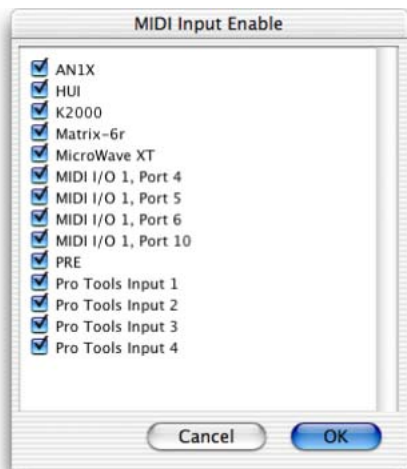 MIDI Input Enable
AN1X
HUI
K2000
Matrix-6r
MicroWave XT
MIDI I/O 1, Port 4
MIDI I/O 1, Port 5
MIDI I/O 1, Port 6
MIDI I/O 1, Port 10
PRE
Pro Tools Input 1
Pro Tools Input 2
Pro Tools Input 3
Pro Tools Input 4
Cancel OK